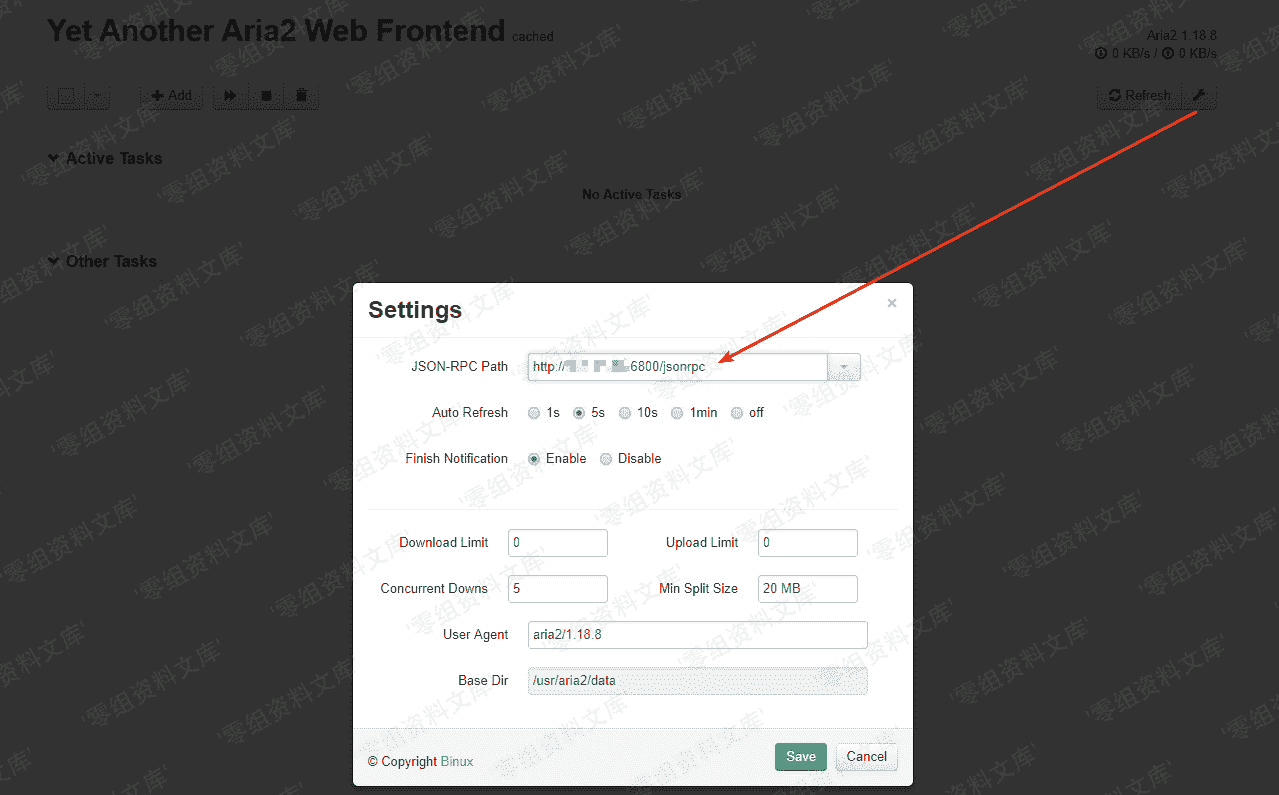 Yet Another Aria2 Web Frontend cached
Aria2 1.18.8
0 KB/s / 0 KB/s
Add
Refresh
Active Tasks
No Active Tasks
Other Tasks
Settings
×
JSON-RPC Path http:// :6800/jsonrpc
Auto Refresh 1s 5s 10s 1min off
Finish Notification Enable Disable
Download Limit 0 Upload Limit 0
Concurrent Downs 5 Min Split Size 20 MB
User Agent aria2/1.18.8
Base Dir /usr/aria2/data
© Copyright Binux Save Cancel
'零组资料文库'